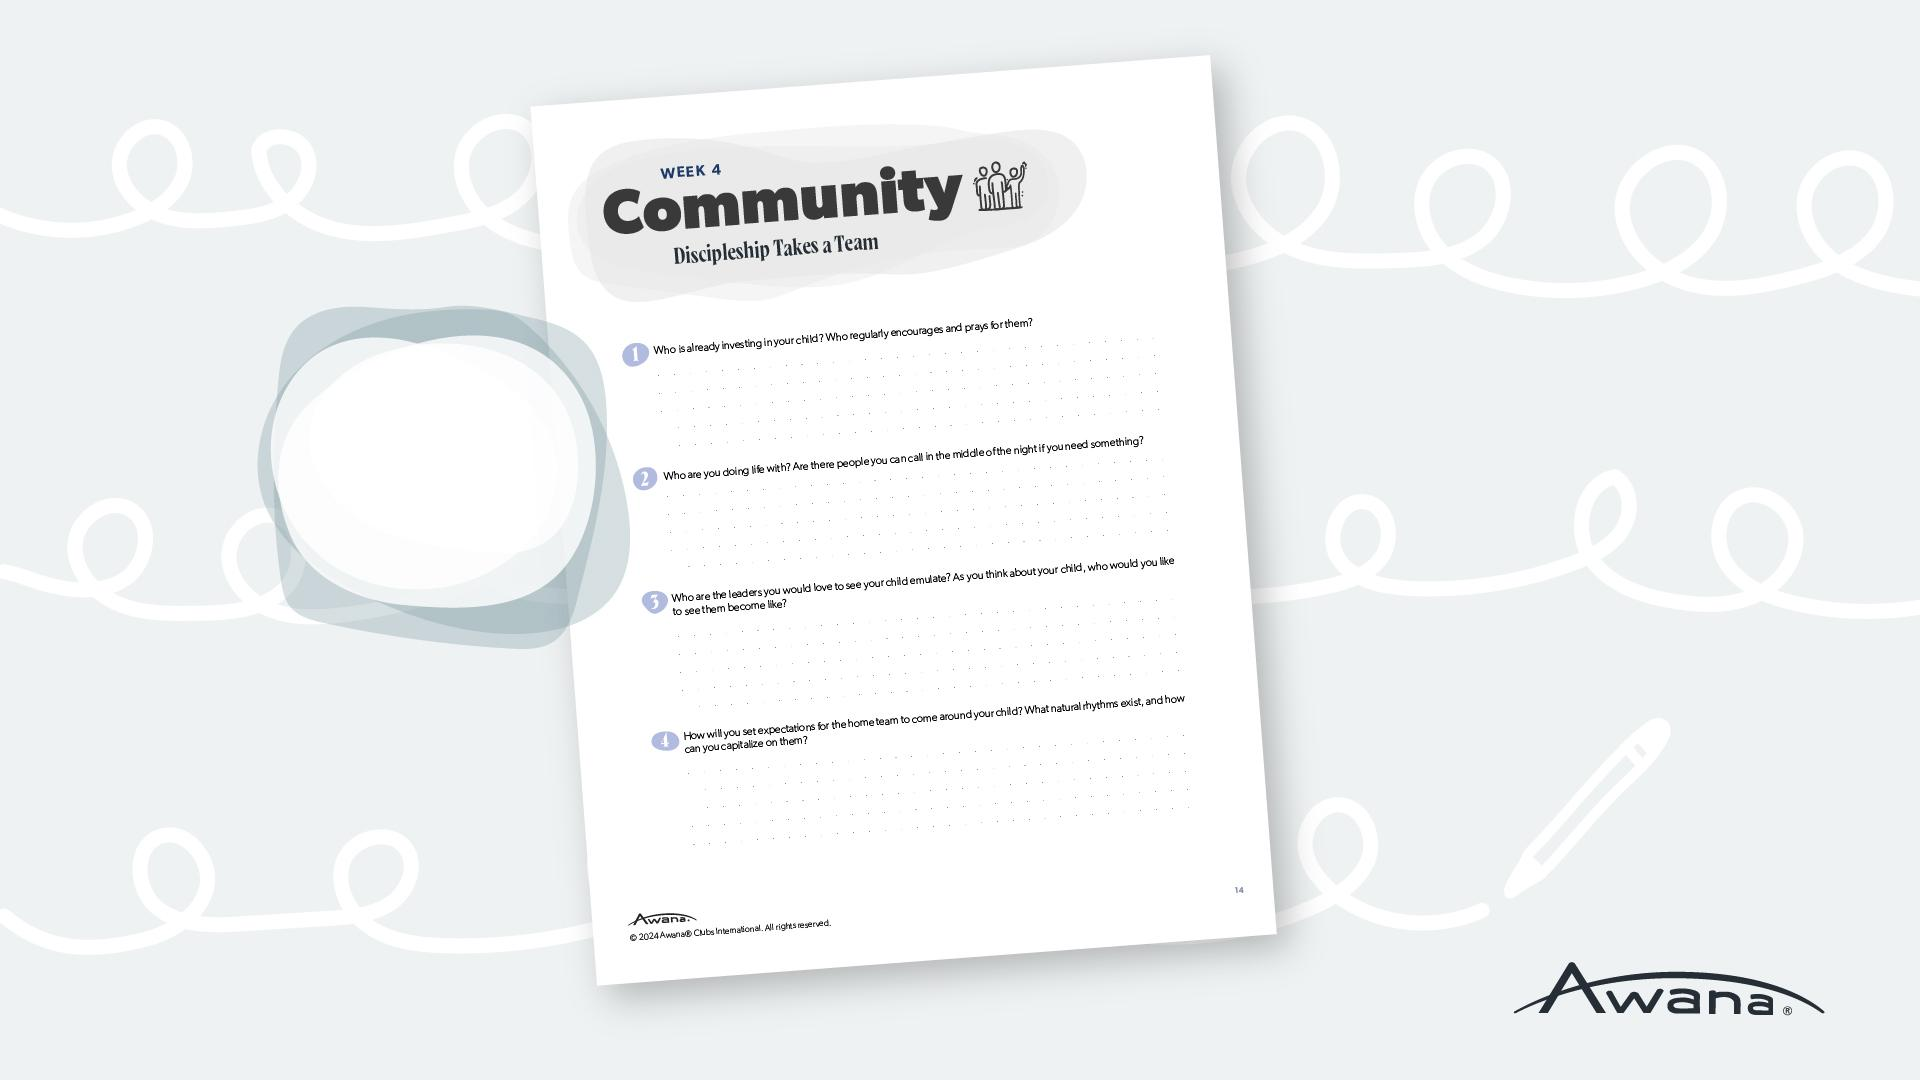 WEEK 4
Community
Discipleship Takes a Team
1 Who is already investing in your child? Who regularly encourages and prays for them?
2 Who are you doing life with? Are there people you can call in the middle of the night if you need something?
3 Who are the leaders you would love to see your child emulate? As you think about your child, who would you like
to see them become like?
4 How will you set expectations for the home team to come around your child? What natural rhythms exist, and how
can you capitalize on them?
14
Awana®
© 2024 Awana® Clubs International. All rights reserved.
Awana®